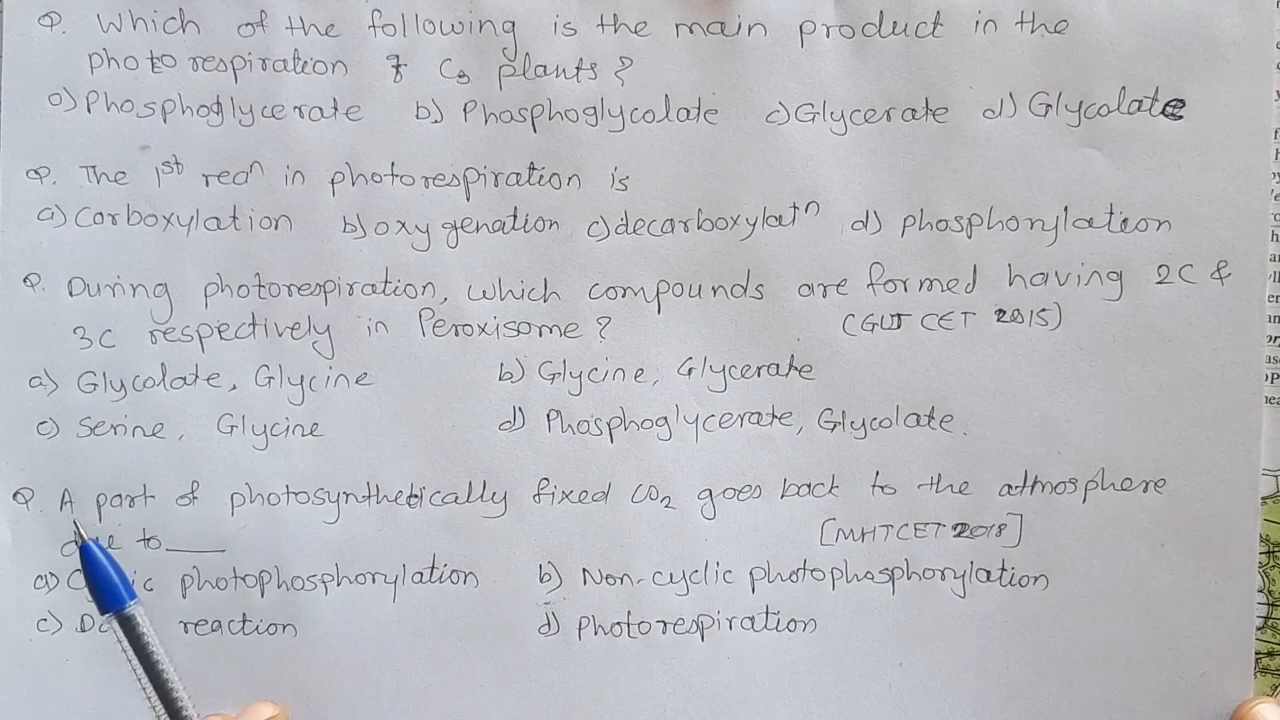 Q. Which of the following is the main product in the
photorespiration of C3 plants?
a) Phosphoglycerate b) Phosphoglycolate c) Glycerate d) Glycolate
Q. The 1st reaⁿ in photorespiration is
a) Carboxylation b) oxygenation c) decarboxylatⁿ d) phosphorylation
Q. During photorespiration, which compounds are formed having 2C &
3C respectively in Peroxisome? (GUJ CET 2015)
a) Glycolate, Glycine b) Glycine, Glycerate
c) Serine, Glycine d) Phosphoglycerate, Glycolate.
Q. A part of photosynthetically fixed CO2 goes back to the atmosphere
to ___ [MHTCET 2018]
a) photophosphorylation b) Non-cyclic photophosphorylation
c) reaction d) Photorespiration